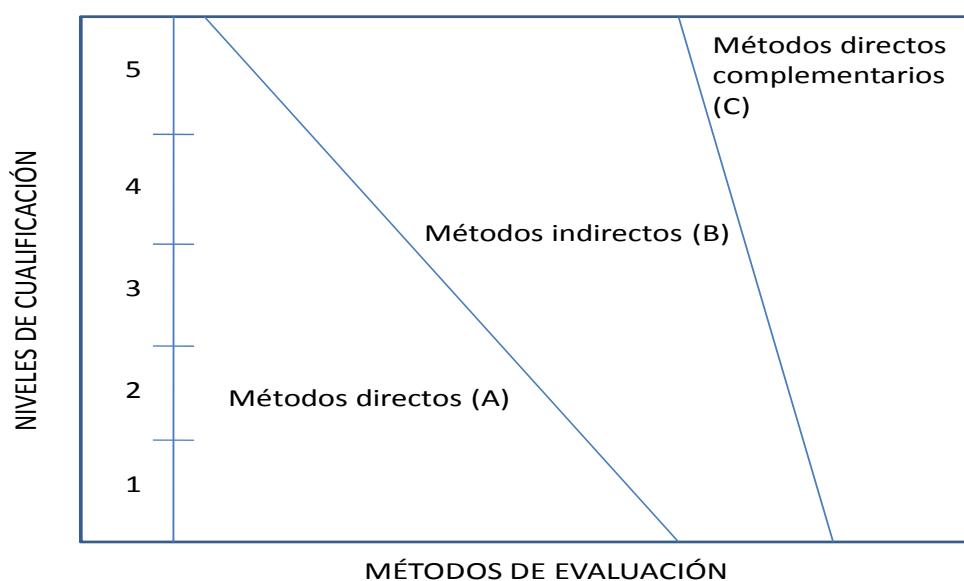 NIVELES DE CUALIFICACIÓN
5
4
3
2
1
Métodos directos
complementarios
(C)
Métodos indirectos (B)
Métodos directos (A)
MÉTODOS DE EVALUACIÓN